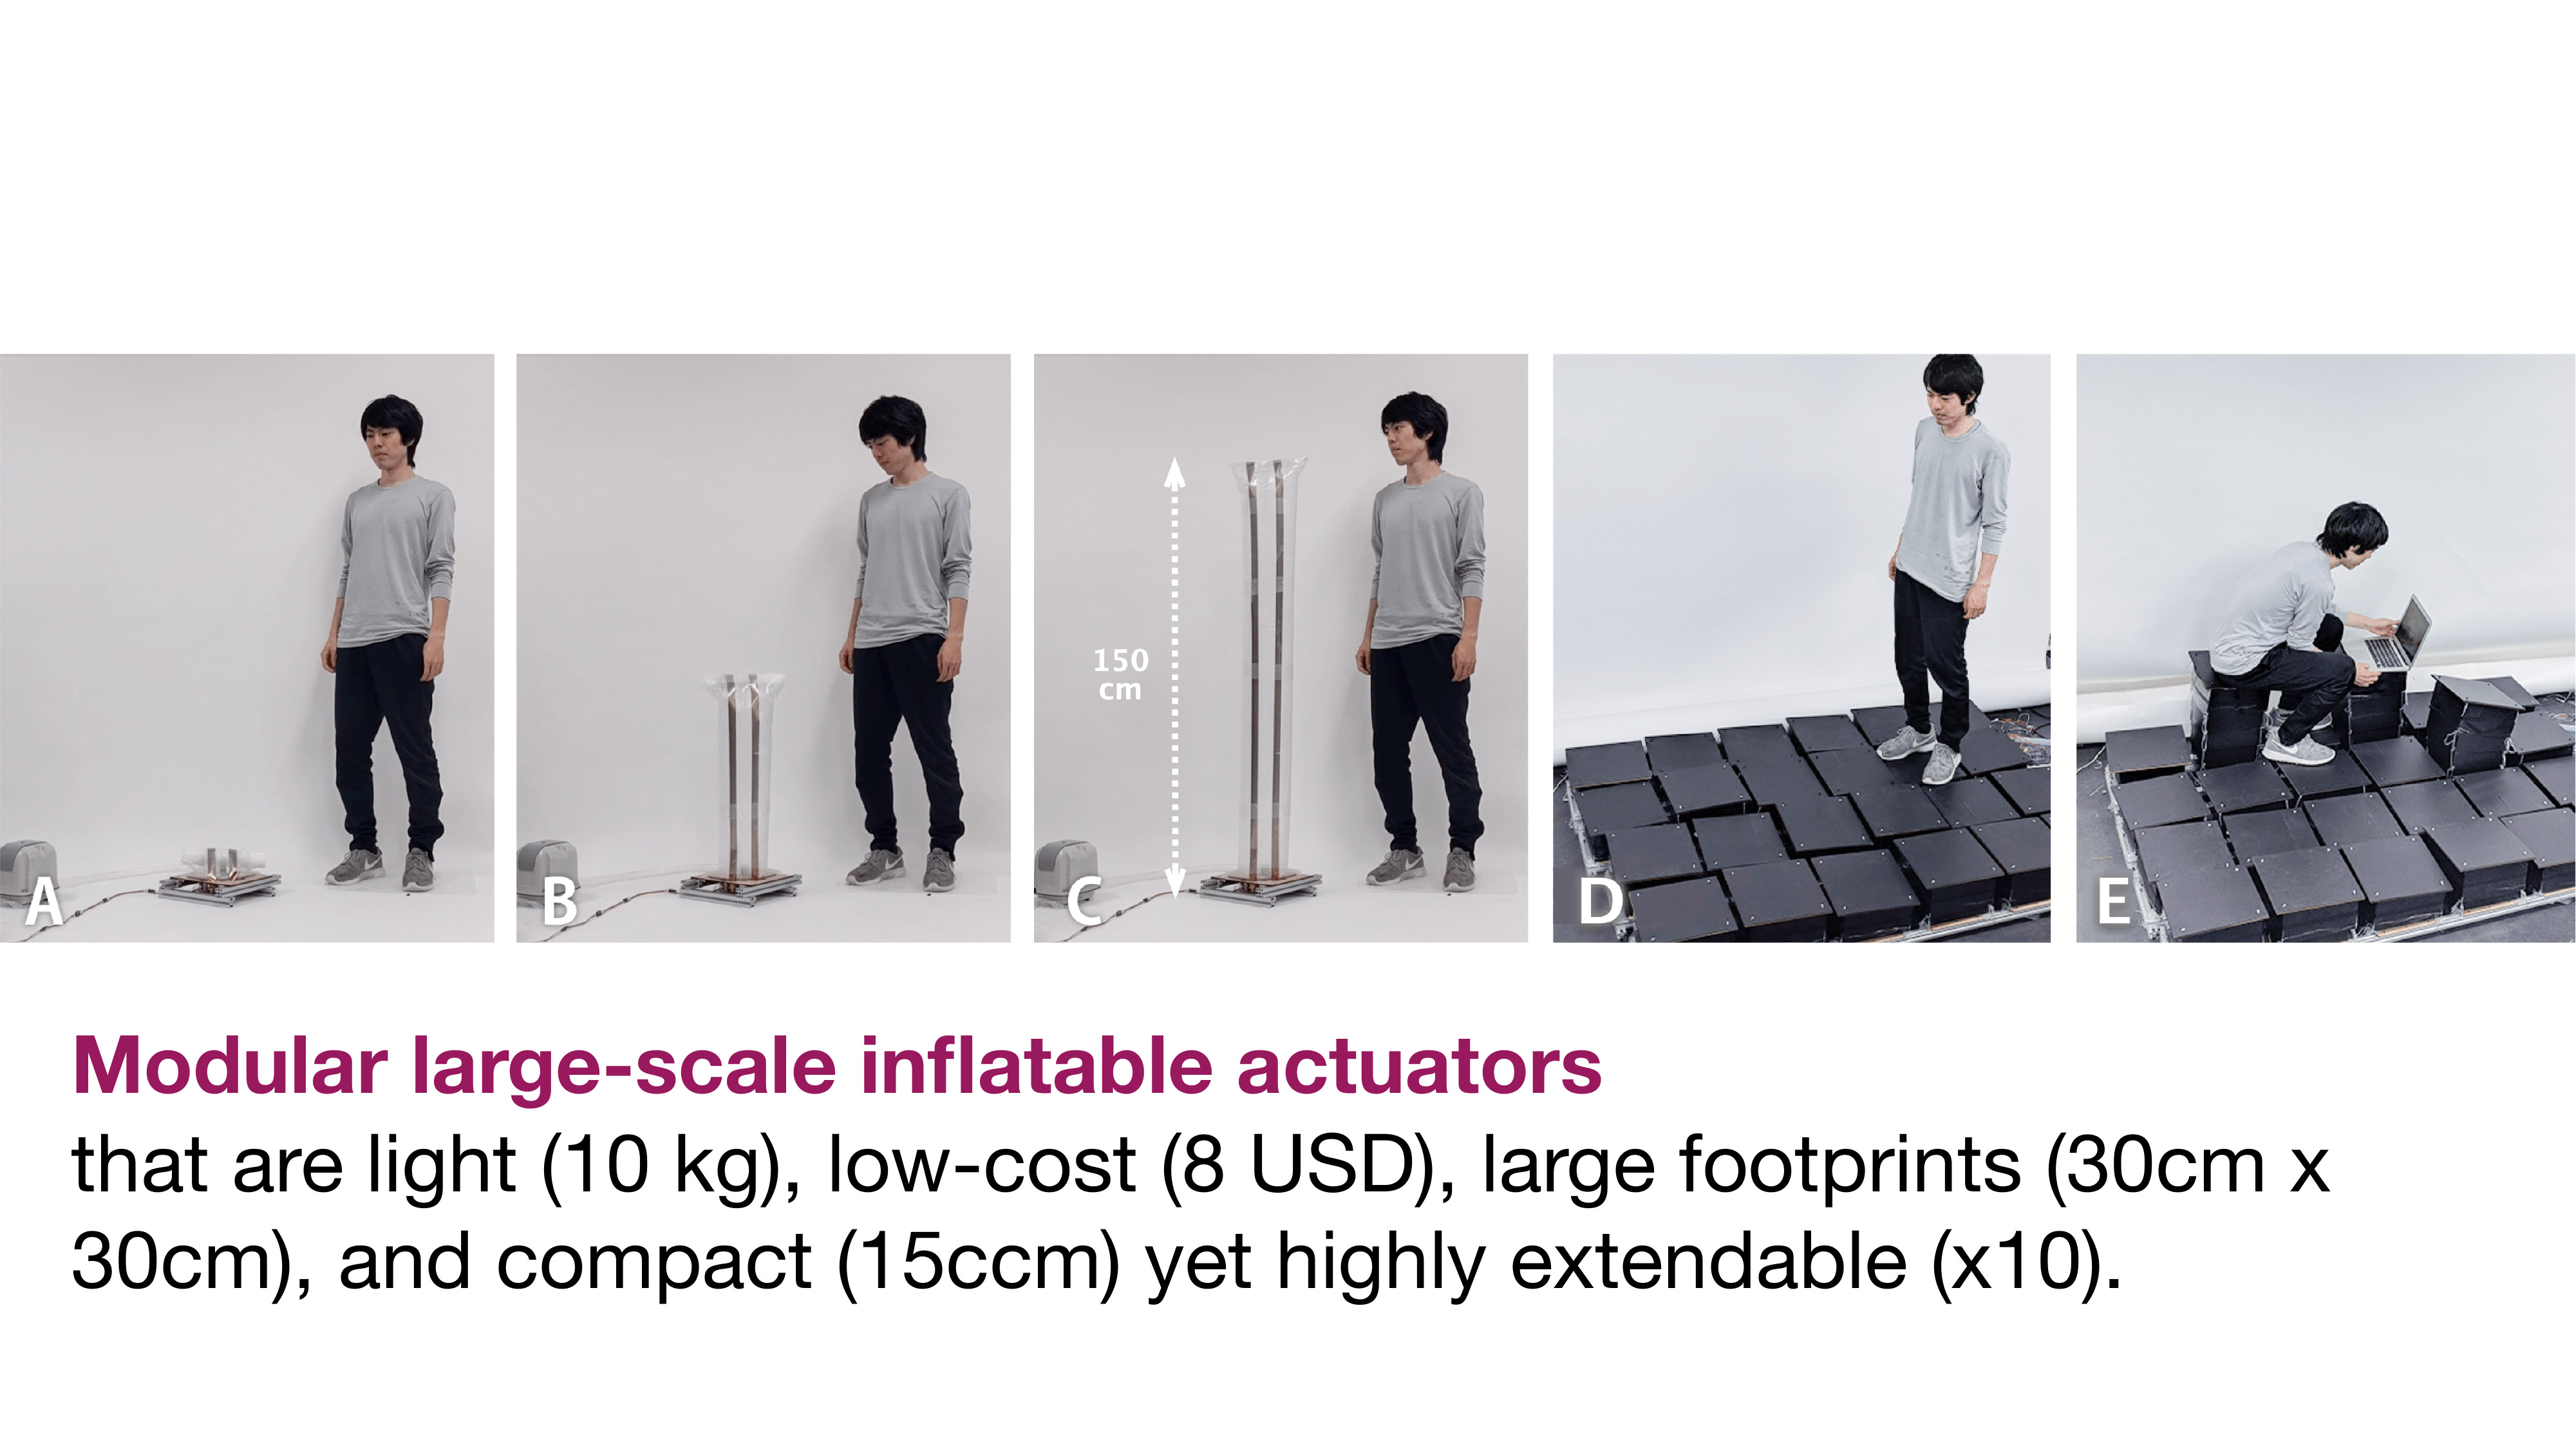 A
B
150
cm
C
D
E
Modular large-scale inflatable actuators
that are light (10 kg), low-cost (8 USD), large footprints (30cm x
30cm), and compact (15ccm) yet highly extendable (x10).